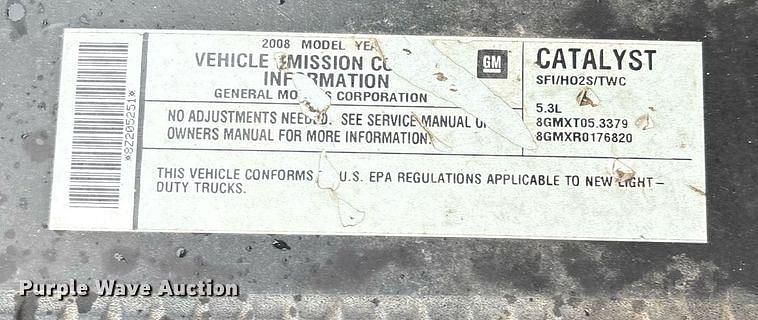 *8Z205251*
2008 MODEL YEA
VEHICLE EMISSION CO
INFORMATION
GENERAL MOTORS CORPORATION
NO ADJUSTMENTS NEEDED. SEE SERVICE MANUAL OR
OWNERS MANUAL FOR MORE INFORMATION.
THIS VEHICLE CONFORMS U.S. EPA REGULATIONS APPLICABLE TO NEW LIGHT-
DUTY TRUCKS.
GM
CATALYST
SFI/HO2S/TWC
5.3L
8GMXT05.3379
8GMXR0176820
Purple Wave Auction